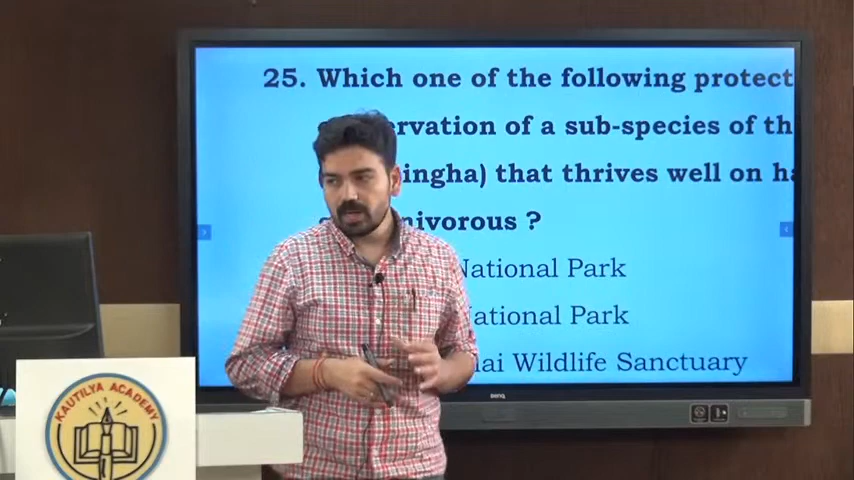 25. Which one of the following protect
ervation of a sub-species of th
ingha) that thrives well on ha
nivorous ?
National Park
National Park
ai Wildlife Sanctuary
BENQ
KAUTILYA ACADEMY